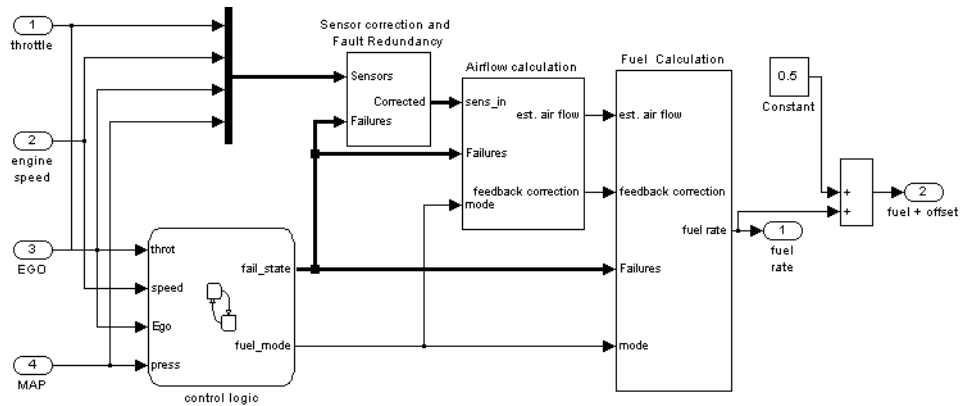 1
throttle
2
engine
speed
3
EGO
4
MAP
Sensor correction and
Fault Redundancy
Sensors
Corrected
Failures
Airflow calculation
sens_in
est. air flow
Failures
feedback correction
mode
Fuel Calculation
est. air flow
feedback correction
fuel rate
Failures
mode
0.5
Constant
+
+
2
fuel + offset
1
fuel
rate
throt
fail_state
speed
Ego
fuel_mode
press
control logic